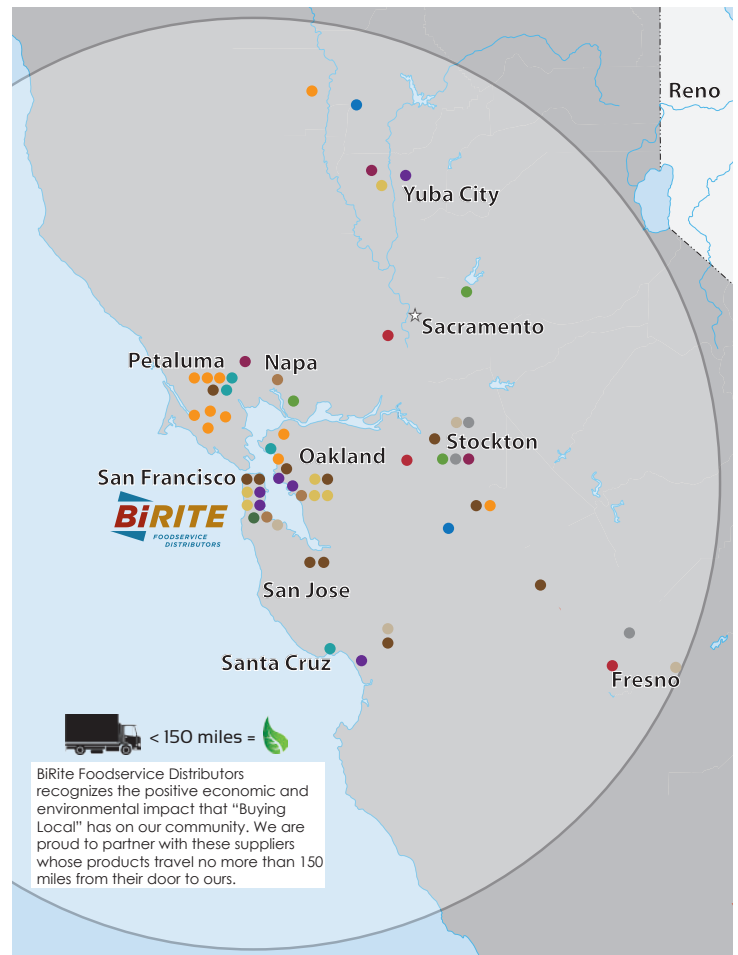 Reno
Yuba City
Sacramento
Petaluma
Napa
Oakland
Stockton
San Francisco
BiRITE
FOODSERVICE
DISTRIBUTORS
San Jose
Santa Cruz
Fresno
< 150 miles =
BiRite Foodservice Distributors
recognizes the positive economic and
environmental impact that “Buying
Local” has on our community. We are
proud to partner with these suppliers
whose products travel no more than 150
miles from their door to ours.